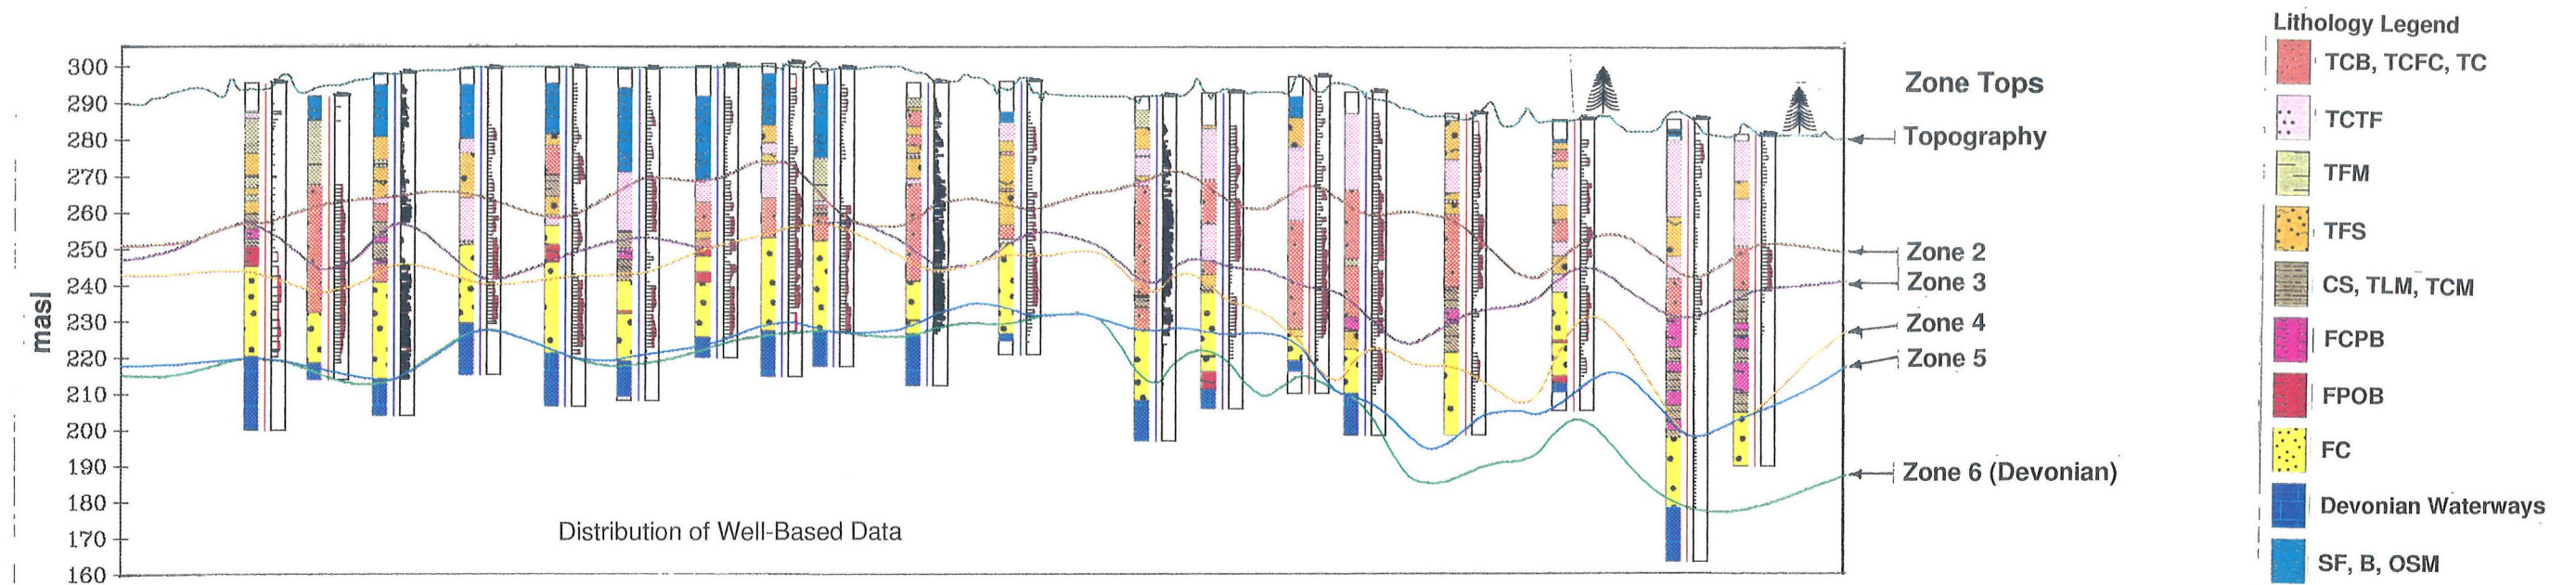 300
290
280
270
260
250
240
230
220
210
200
190
180
170
160
masl
Distribution of Well-Based Data
Zone Tops
Topography
Zone 2
Zone 3
Zone 4
Zone 5
Zone 6 (Devonian)
Lithology Legend
TCB, TCFC, TC
TCTF
TFM
TFS
CS, TLM, TCM
FCPB
FPOB
FC
Devonian Waterways
SF, B, OSM